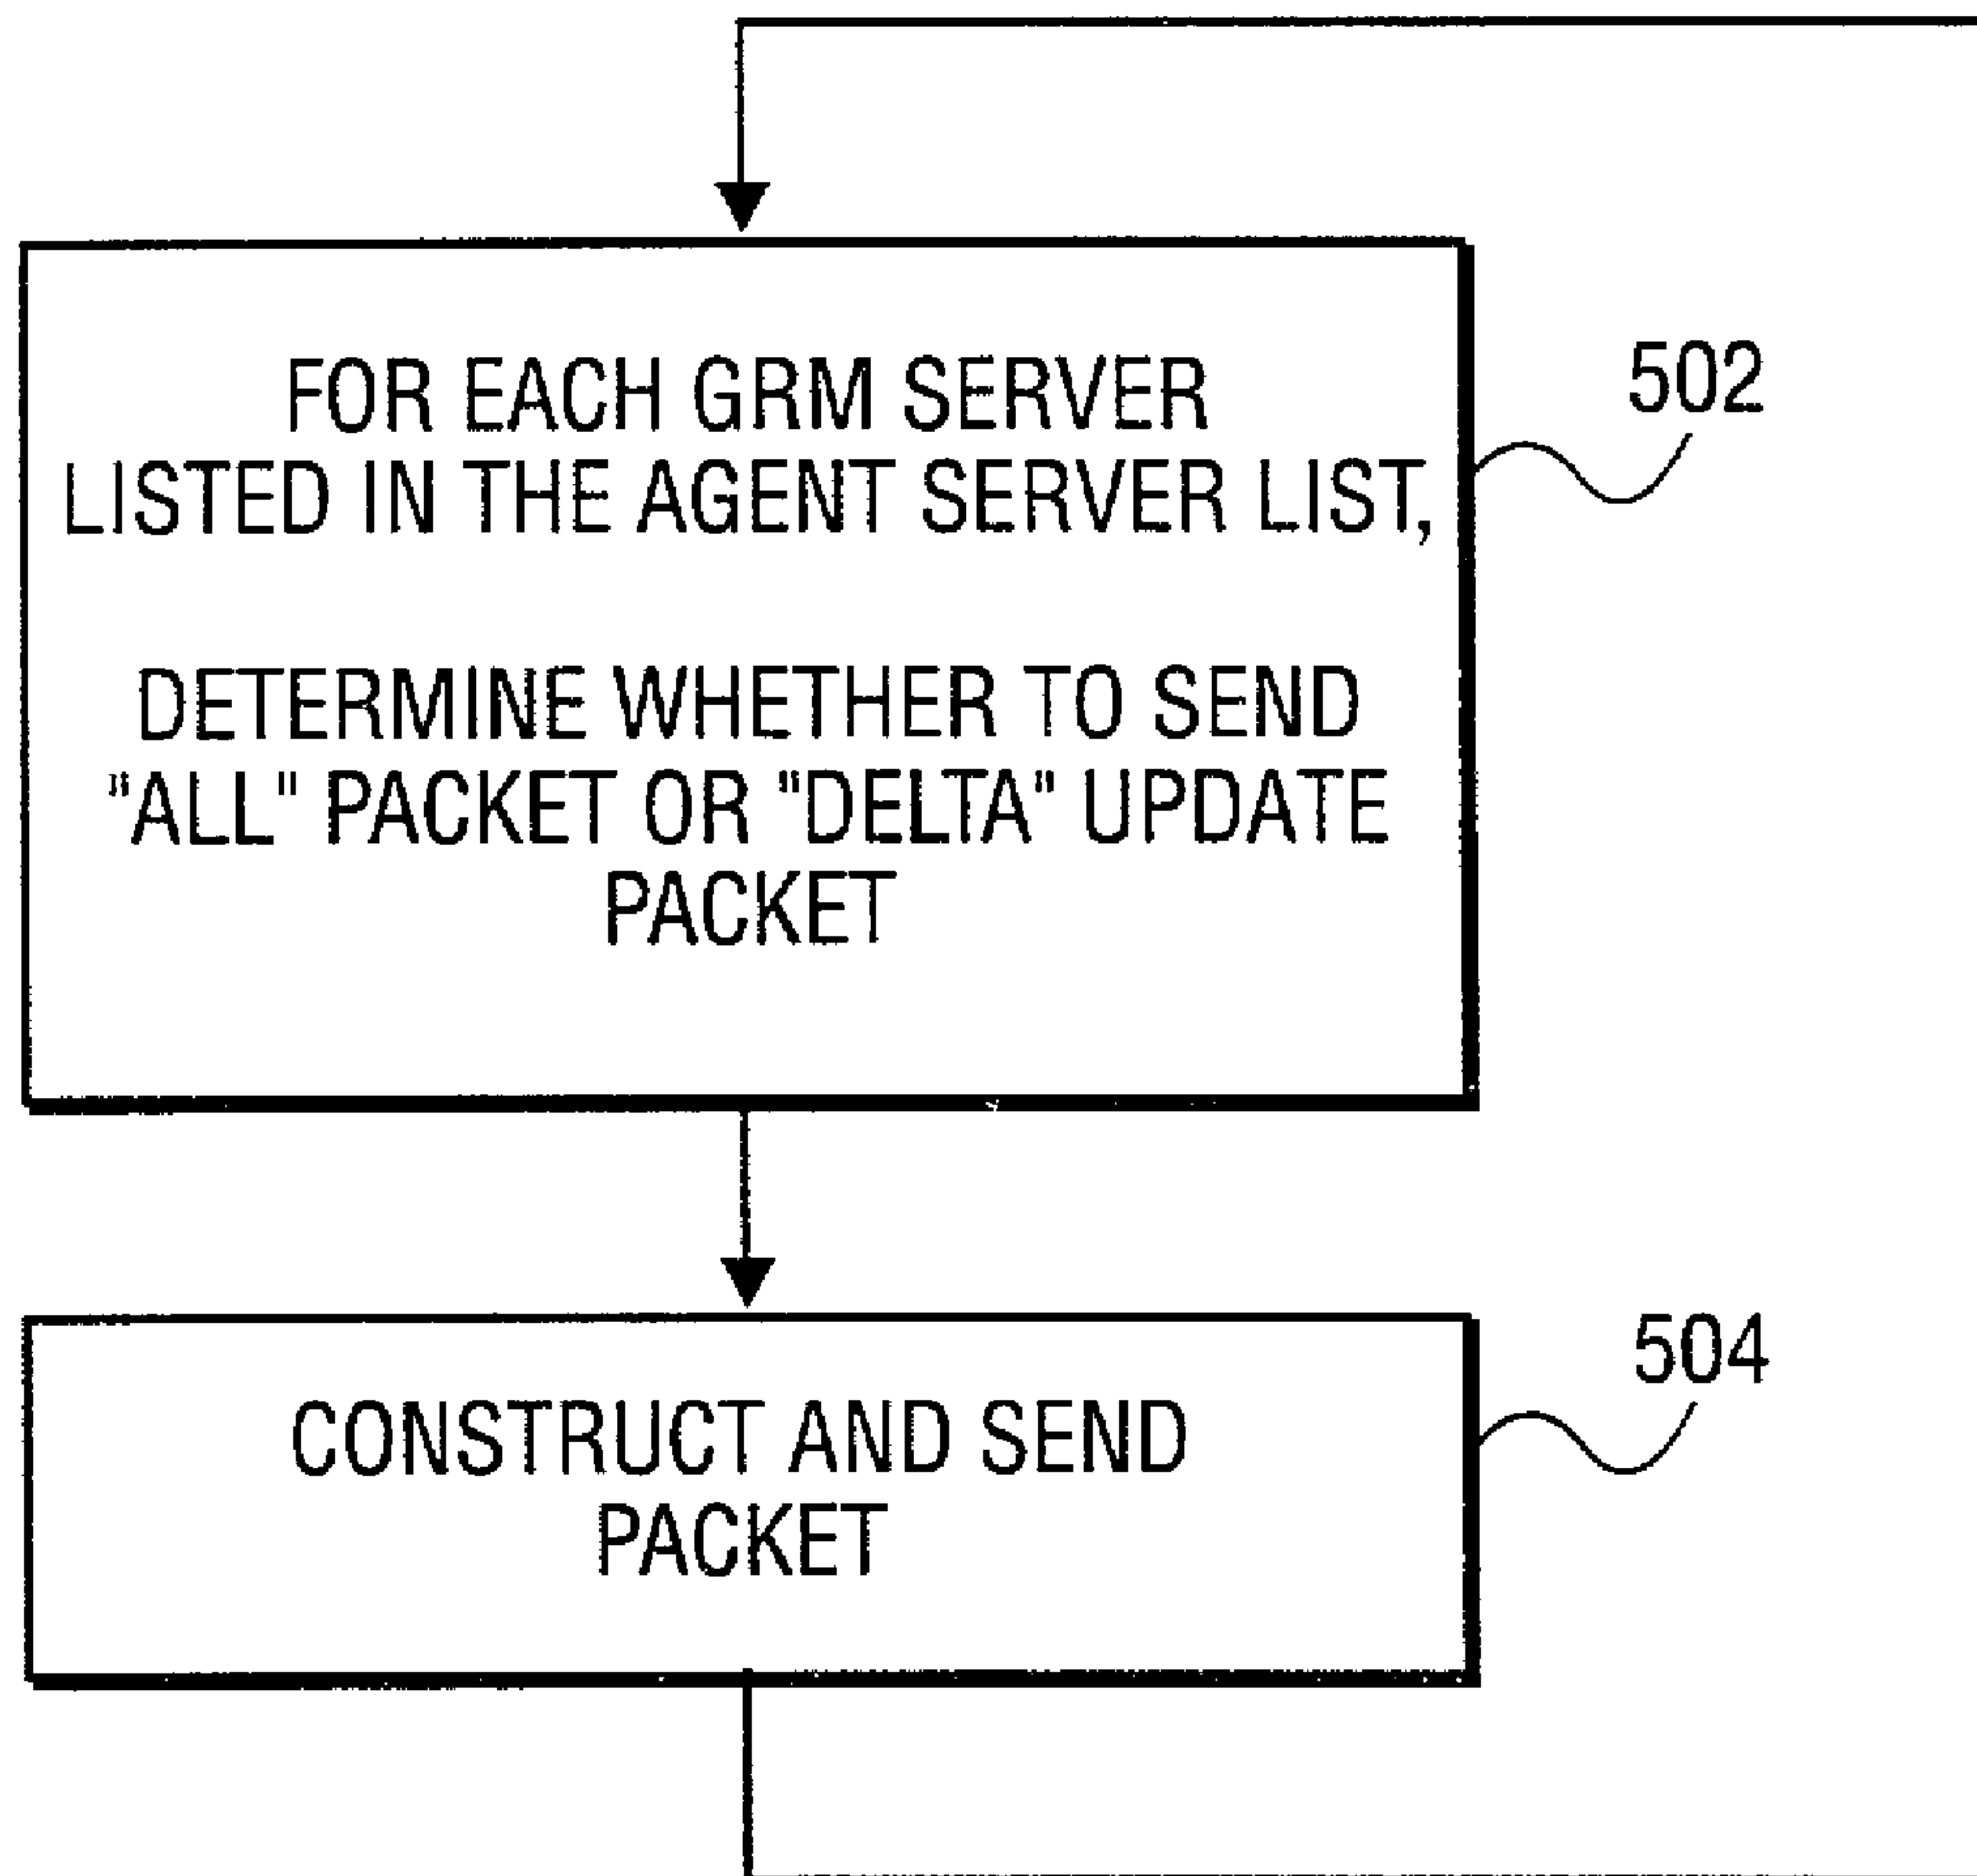 FOR EACH GRM SERVER
LISTED IN THE AGENT SERVER LIST,
502
DETERMINE WHETHER TO SEND
"ALL" PACKET OR "DELTA" UPDATE
PACKET
504
CONSTRUCT AND SEND
PACKET